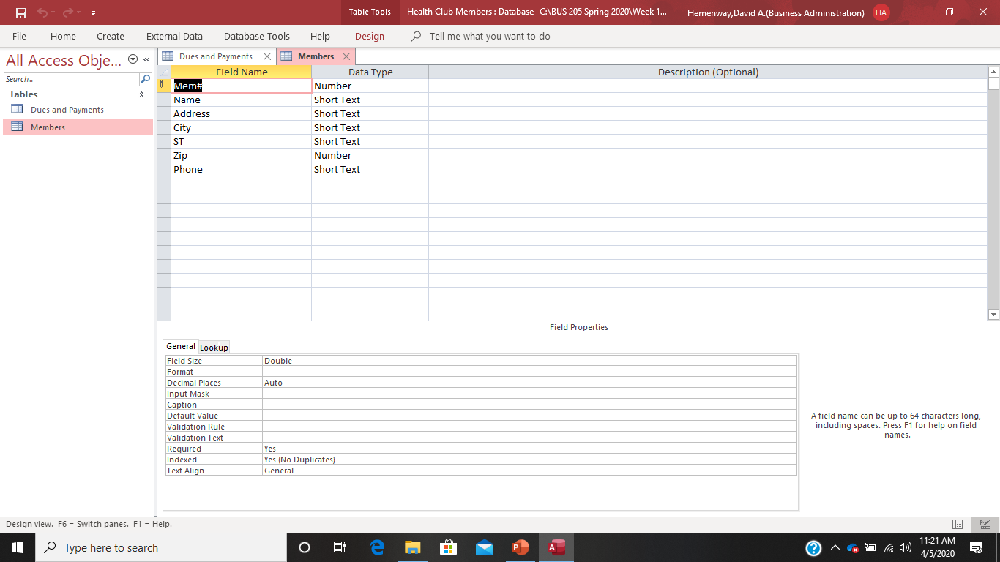 Table Tools
Health Club Members : Database- C:\BUS 205 Spring 2020\Week 1...
Hemenway,David A.(Business Administration)
HA
File Home Create External Data Database Tools Help Design Tell me what you want to do
All Access Obje...
Search...
Tables
Dues and Payments
Members
Dues and Payments Members
Field Name Data Type Description (Optional)
Mem# Number
Name Short Text
Address Short Text
City Short Text
ST Short Text
Zip Number
Phone Short Text
Field Properties
General Lookup
Field Size Double
Format
Decimal Places Auto
Input Mask
Caption
Default Value
Validation Rule
Validation Text
Required Yes
Indexed Yes (No Duplicates)
Text Align General
A field name can be up to 64 characters long,
including spaces. Press F1 for help on field
names.
Design view. F6 = Switch panes. F1 = Help.
Type here to search
11:21 AM
4/5/2020